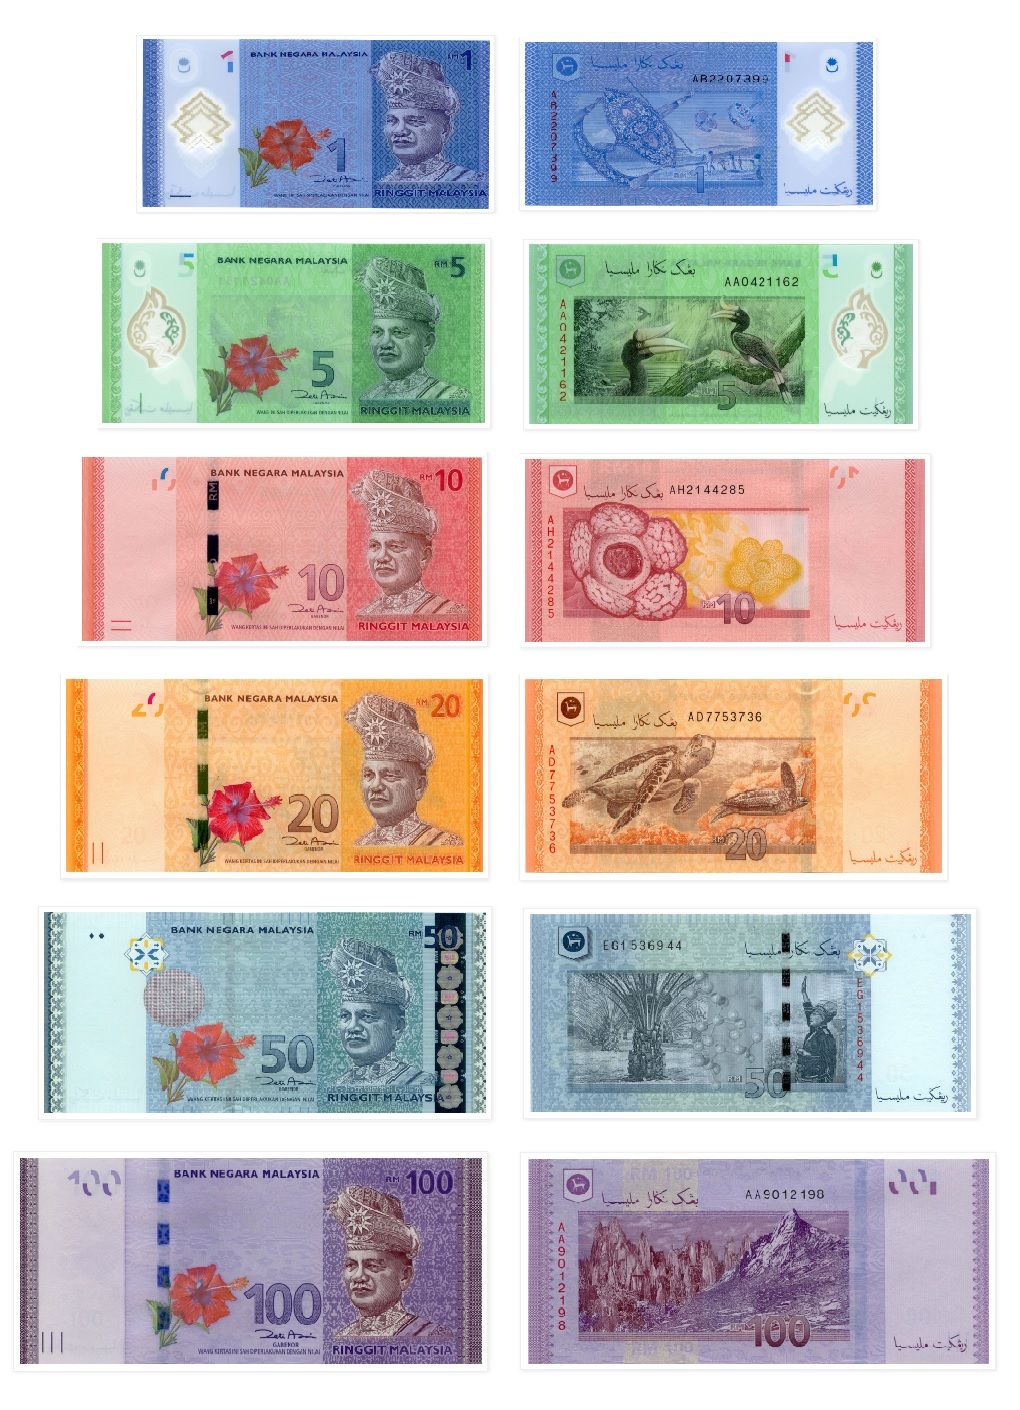 BANK NEGARA MALAYSIA
RM 1
1
GABENOR
WANG INI SAH DIPERLAKUKAN DENGAN NILAI
RINGGIT MALAYSIA
بڠک نݢارا مليسيا
AB2207399
AB2207399
RM 1
ريڠݢيت مليسيا
BANK NEGARA MALAYSIA
RM 5
5
5
GABENOR
WANG INI SAH DIPERLAKUKAN DENGAN NILAI
RINGGIT MALAYSIA
بڠک نݢارا مليسيا
AA0421162
AA0421162
5
ريڠݢيت مليسيا
BANK NEGARA MALAYSIA
RM 10
RM
10
GABENOR
WANG KERTAS INI SAH DIPERLAKUKAN DENGAN NILAI
RINGGIT MALAYSIA
بڠک نݢارا مليسيا
AH2144285
AH2144285
RM 10
ريڠݢيت مليسيا
BANK NEGARA MALAYSIA
RM 20
20
GABENOR
WANG KERTAS INI SAH DIPERLAKUKAN DENGAN NILAI
RINGGIT MALAYSIA
بڠک نݢارا مليسيا
AD7753736
AD7753736
20
ريڠݢيت مليسيا
BANK NEGARA MALAYSIA
RM 50
50
GABENOR
WANG KERTAS INI SAH DIPERLAKUKAN DENGAN NILAI
RINGGIT MALAYSIA
EG1536944
بڠک نݢارا مليسيا
EG1536944
RM 50
ريڠݢيت مليسيا
BANK NEGARA MALAYSIA
RM 100
100
GABENOR
WANG KERTAS INI SAH DIPERLAKUKAN DENGAN NILAI
RINGGIT MALAYSIA
بڠک نݢارا مليسيا
AA9012198
AA9012198
100
ريڠݢيت مليسيا